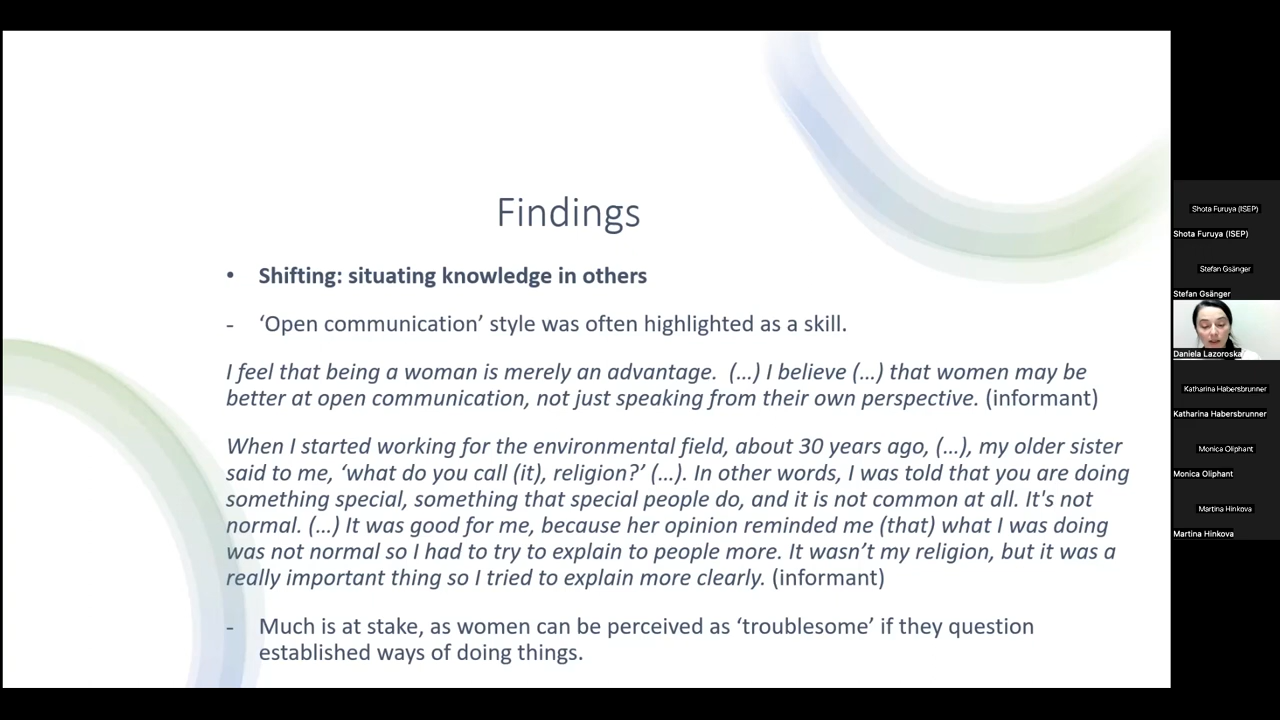 Findings
• Shifting: situating knowledge in others
- ‘Open communication’ style was often highlighted as a skill.
I feel that being a woman is merely an advantage. (…) I believe (…) that women may be
better at open communication, not just speaking from their own perspective. (informant)
When I started working for the environmental field, about 30 years ago, (…), my older sister
said to me, ‘what do you call (it), religion?’ (…). In other words, I was told that you are doing
something special, something that special people do, and it is not common at all. It's not
normal. (…) It was good for me, because her opinion reminded me (that) what I was doing
was not normal so I had to try to explain to people more. It wasn’t my religion, but it was a
really important thing so I tried to explain more clearly. (informant)
- Much is at stake, as women can be perceived as ‘troublesome’ if they question
established ways of doing things.
Shota Furuya (ISEP)
Shota Furuya (ISEP)
Stefan Gsänger
Stefan Gsänger
Daniela Lazoroska
Katharina Habersbrunner
Katharina Habersbrunner
Monica Oliphant
Monica Oliphant
Martina Hinkova
Martina Hinkova